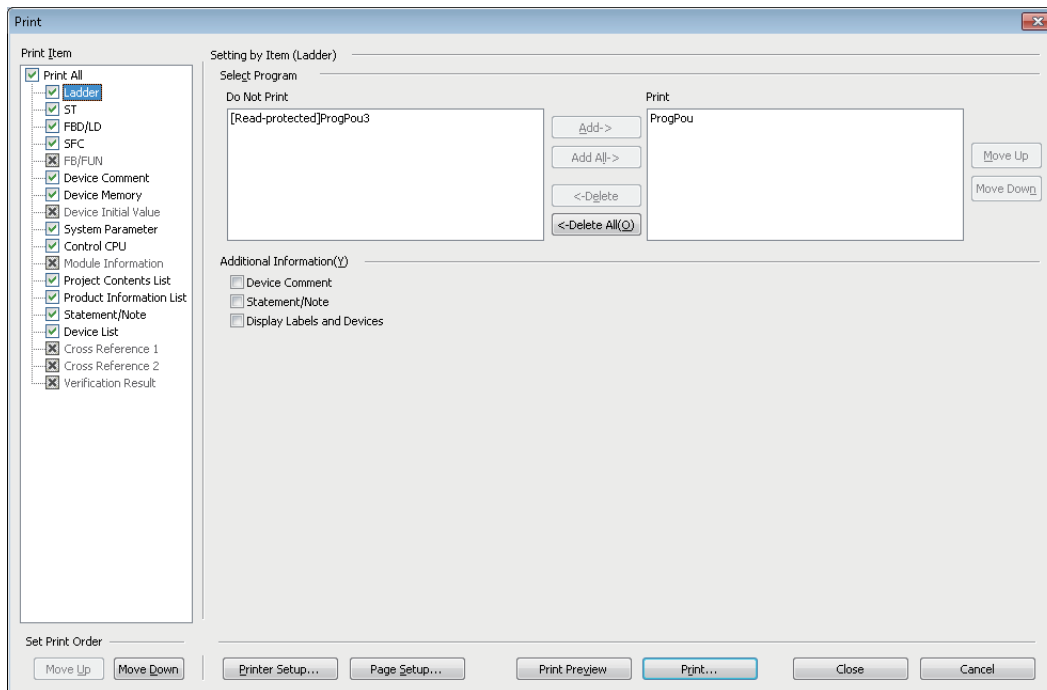 Print
Print Item
Print All
Ladder
ST
FBD/LD
SFC
FB/FUN
Device Comment
Device Memory
Device Initial Value
System Parameter
Control CPU
Module Information
Project Contents List
Product Information List
Statement/Note
Device List
Cross Reference 1
Cross Reference 2
Verification Result
Set Print Order
Move Up
Move Down
Setting by Item (Ladder)
Select Program
Do Not Print
[Read-protected]ProgPou3
Add->
Add All->
<-Delete
<-Delete All(O)
Print
ProgPou
Move Up
Move Down
Additional Information(Y)
Device Comment
Statement/Note
Display Labels and Devices
Printer Setup...
Page Setup...
Print Preview
Print...
Close
Cancel